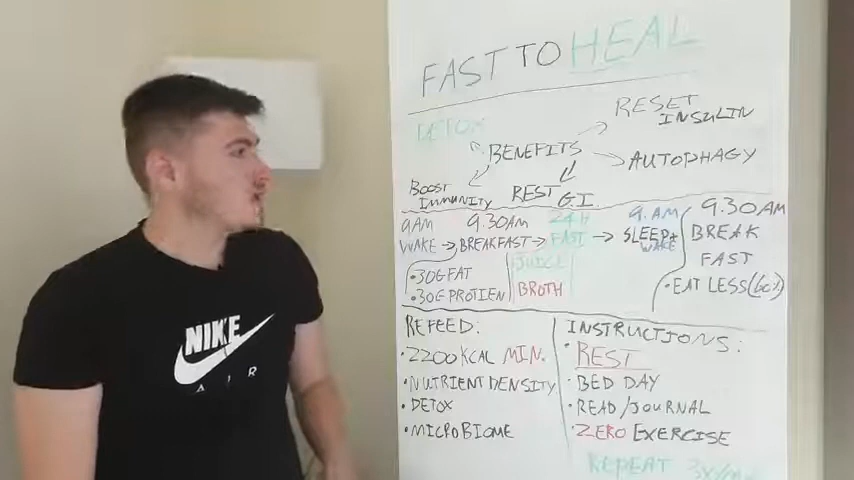 FAST TO HEAL
DETOX
BENEFITS
RESET
INSULIN
AUTOPHAGY
BOOST
IMMUNITY
REST
G.I.
9AM
WAKE → BREAKFAST → FAST → SLEEP+
WAKE
9.30AM
24H
9.AM
9.30AM
BREAK
FAST
•EAT LESS (60%)
•30G FAT
•30G PROTIEN
JUICE
BROTH
REFEED:
•2200KCAL MIN.
•NUTRIENT DENSITY
•DETOX
•MICROBIOME
INSTRUCTIONS:
•REST
•BED DAY
•READ/JOURNAL
•ZERO EXERCISE
REPEAT
NIKE
AIR